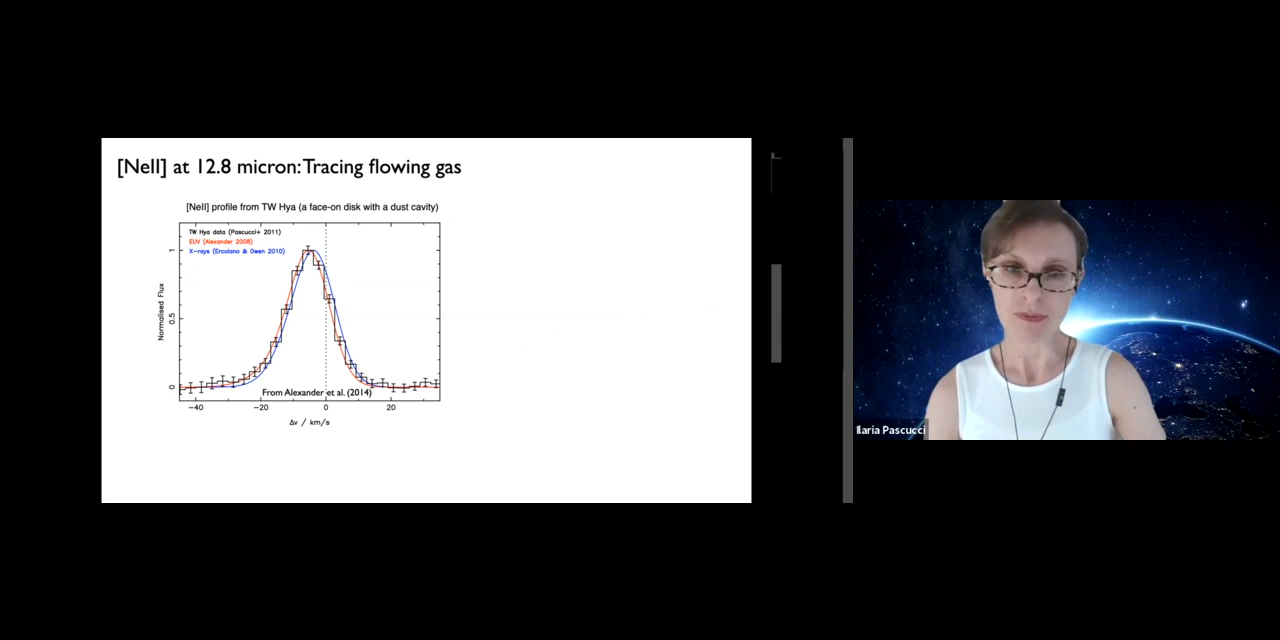 [NeII] at 12.8 micron: Tracing flowing gas
[NeII] profile from TW Hya (a face-on disk with a dust cavity)
TW Hya data (Pascucci+ 2011)
EUV (Alexander 2008)
X-rays (Ercolano & Owen 2010)
Normalised Flux
1
0.5
0
From Alexander et al. (2014)
−40 −20 0 20
Δv / km/s
Ilaria Pascucci